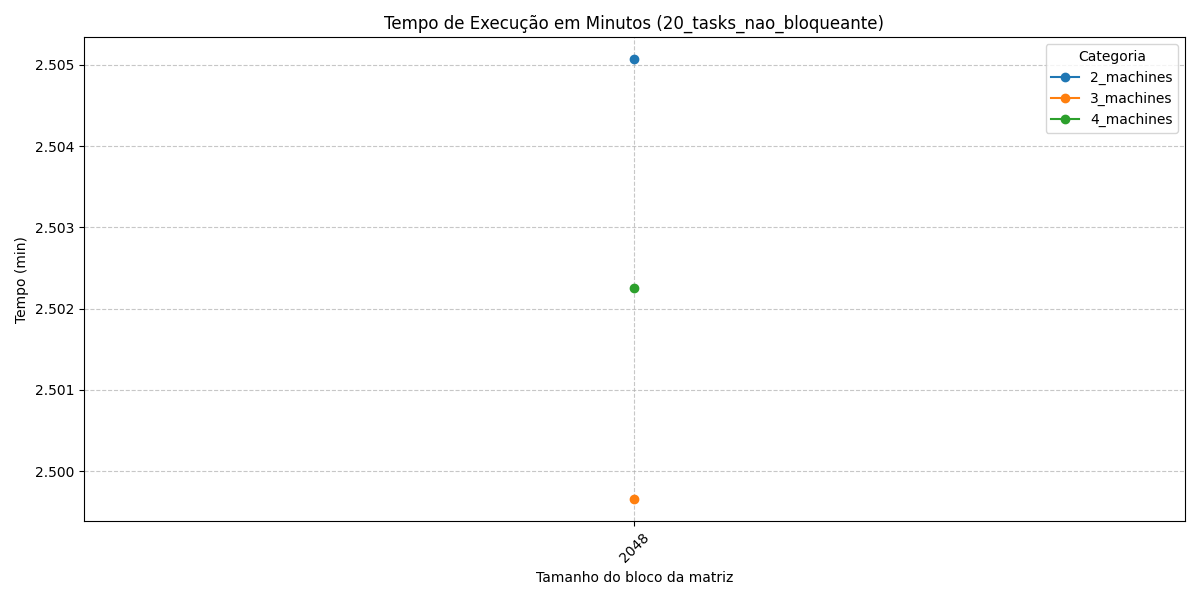 Tempo de Execução em Minutos (20_tasks_nao_bloqueante)
Categoria
2_machines
3_machines
4_machines
2.505
2.504
2.503
2.502
2.501
2.500
Tempo (min)
2048
Tamanho do bloco da matriz